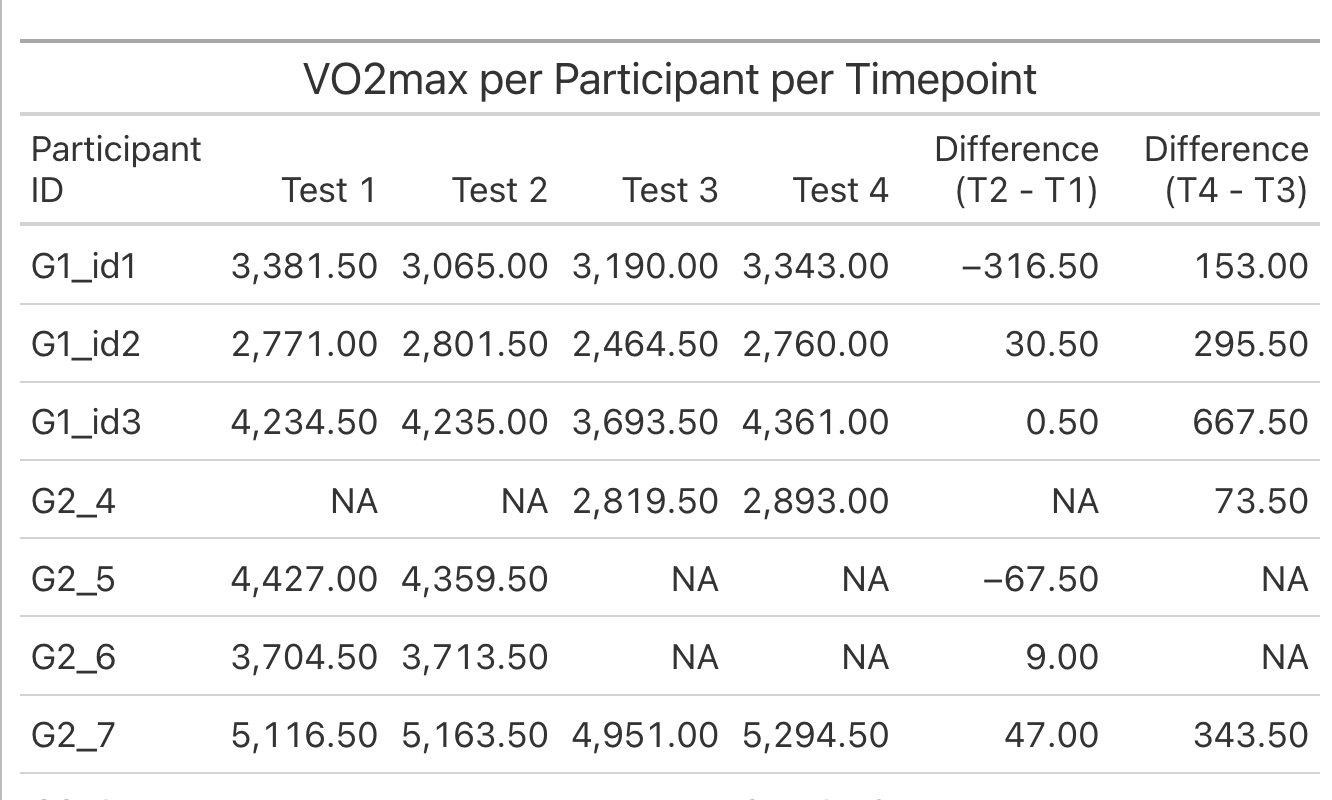 VO2max per Participant per Timepoint
Participant ID Test 1 Test 2 Test 3 Test 4 Difference (T2 - T1) Difference (T4 - T3)
G1_id1 3,381.50 3,065.00 3,190.00 3,343.00 −316.50 153.00
G1_id2 2,771.00 2,801.50 2,464.50 2,760.00 30.50 295.50
G1_id3 4,234.50 4,235.00 3,693.50 4,361.00 0.50 667.50
G2_4 NA NA 2,819.50 2,893.00 NA 73.50
G2_5 4,427.00 4,359.50 NA NA −67.50 NA
G2_6 3,704.50 3,713.50 NA NA 9.00 NA
G2_7 5,116.50 5,163.50 4,951.00 5,294.50 47.00 343.50